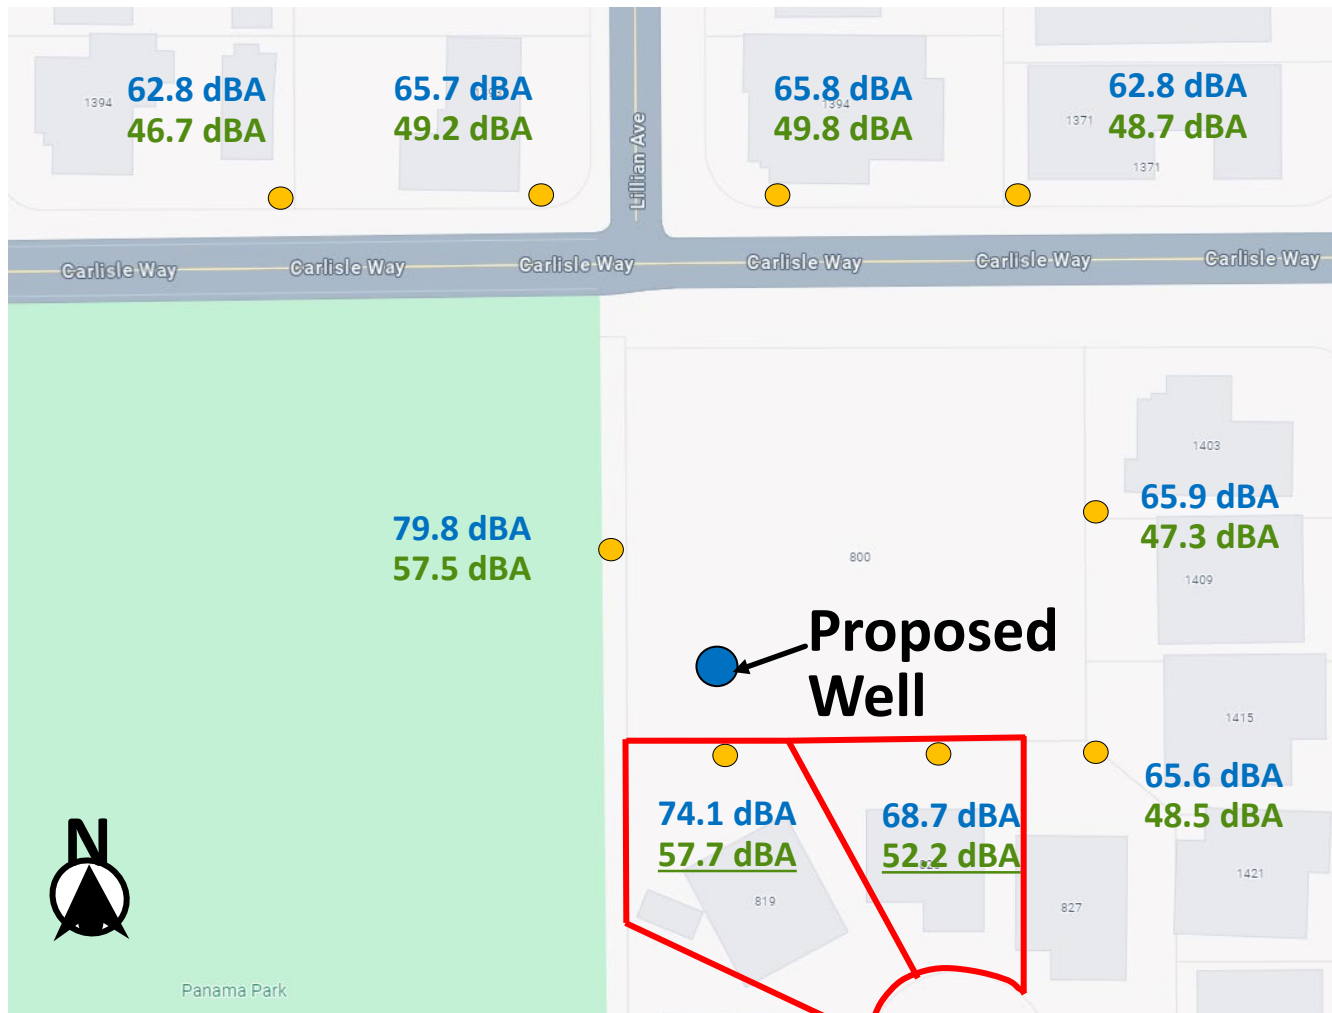 62.8 dBA
46.7 dBA
1394
65.7 dBA
49.2 dBA
Lillian Ave
65.8 dBA
1394
49.8 dBA
62.8 dBA
48.7 dBA
1371
1371
Carlisle Way
Carlisle Way
Carlisle Way
Carlisle Way
Carlisle Way
Carlisle Way
1403
65.9 dBA
47.3 dBA
1409
79.8 dBA
57.5 dBA
800
Proposed
Well
1415
65.6 dBA
48.5 dBA
74.1 dBA
57.7 dBA
68.7 dBA
52.2 dBA
819
827
1421
N
Panama Park